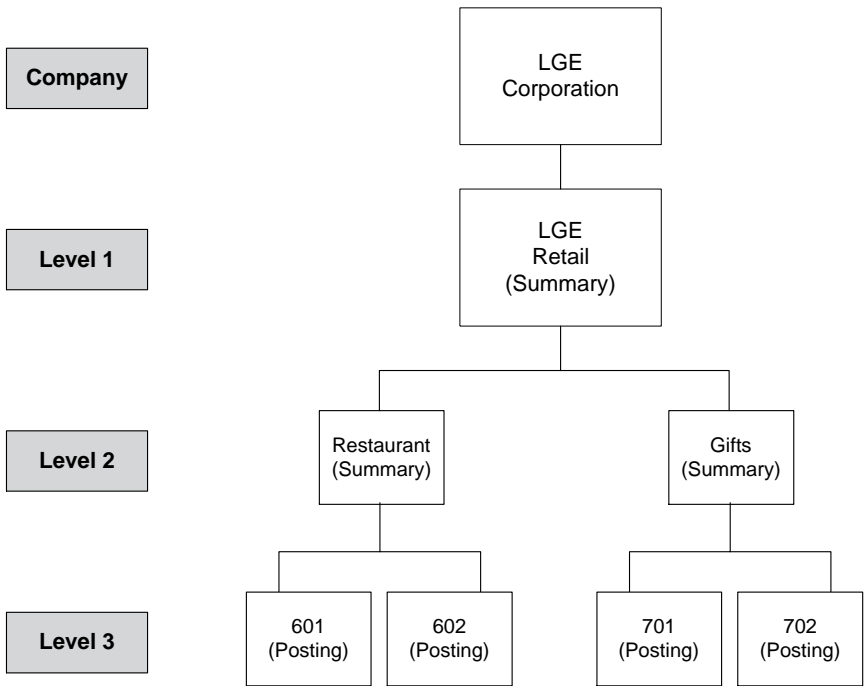 Company
LGE
Corporation
Level 1
LGE
Retail
(Summary)
Level 2
Restaurant
(Summary)
Gifts
(Summary)
Level 3
601
(Posting)
602
(Posting)
701
(Posting)
702
(Posting)